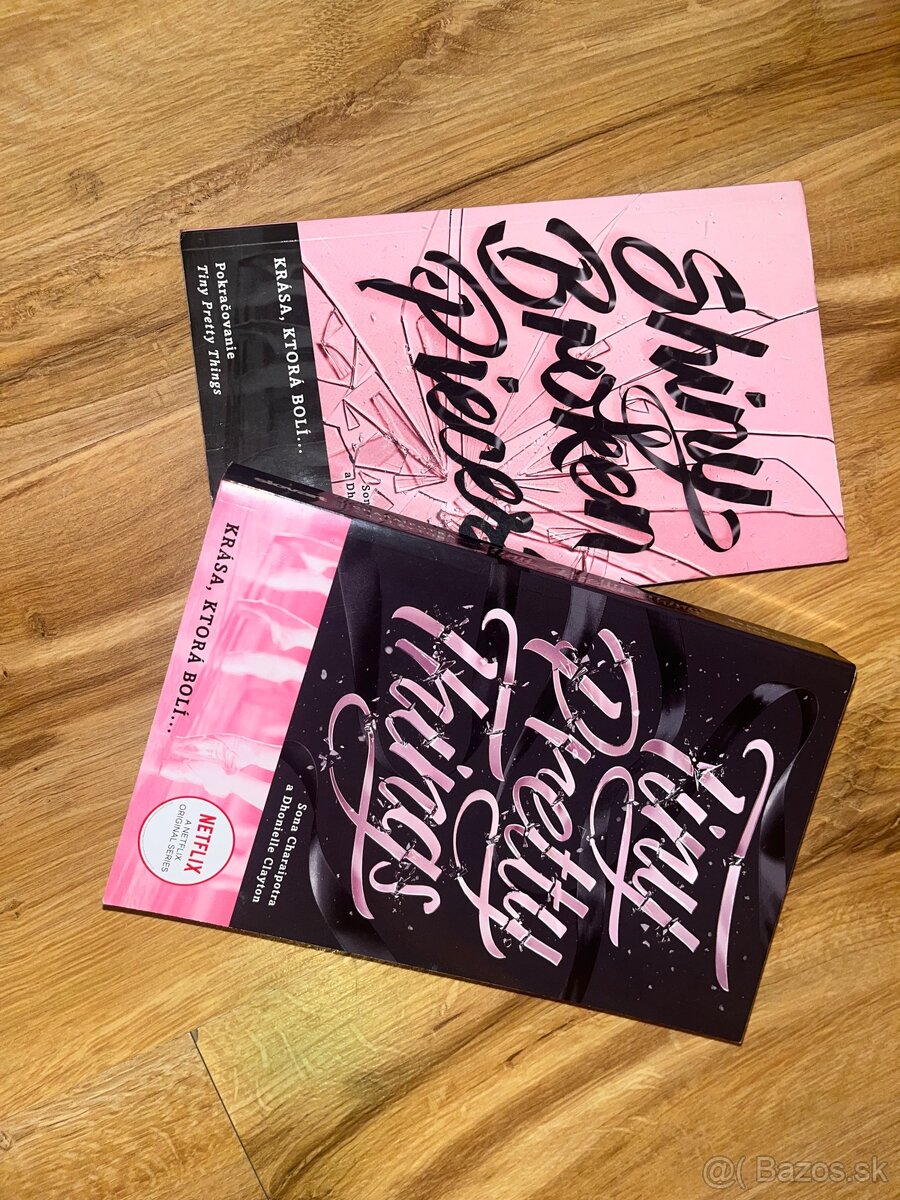 Shiny
Broken
Pieces
KRÁSA, KTORÁ BOLÍ...
Pokračovanie
Tiny Pretty Things
Tiny
Pretty
Things
Sona Charaipotra
a Dhonielle Clayton
KRÁSA, KTORÁ BOLÍ...
NETFLIX
A NETFLIX
ORIGINAL SERIES
@( Bazos.sk